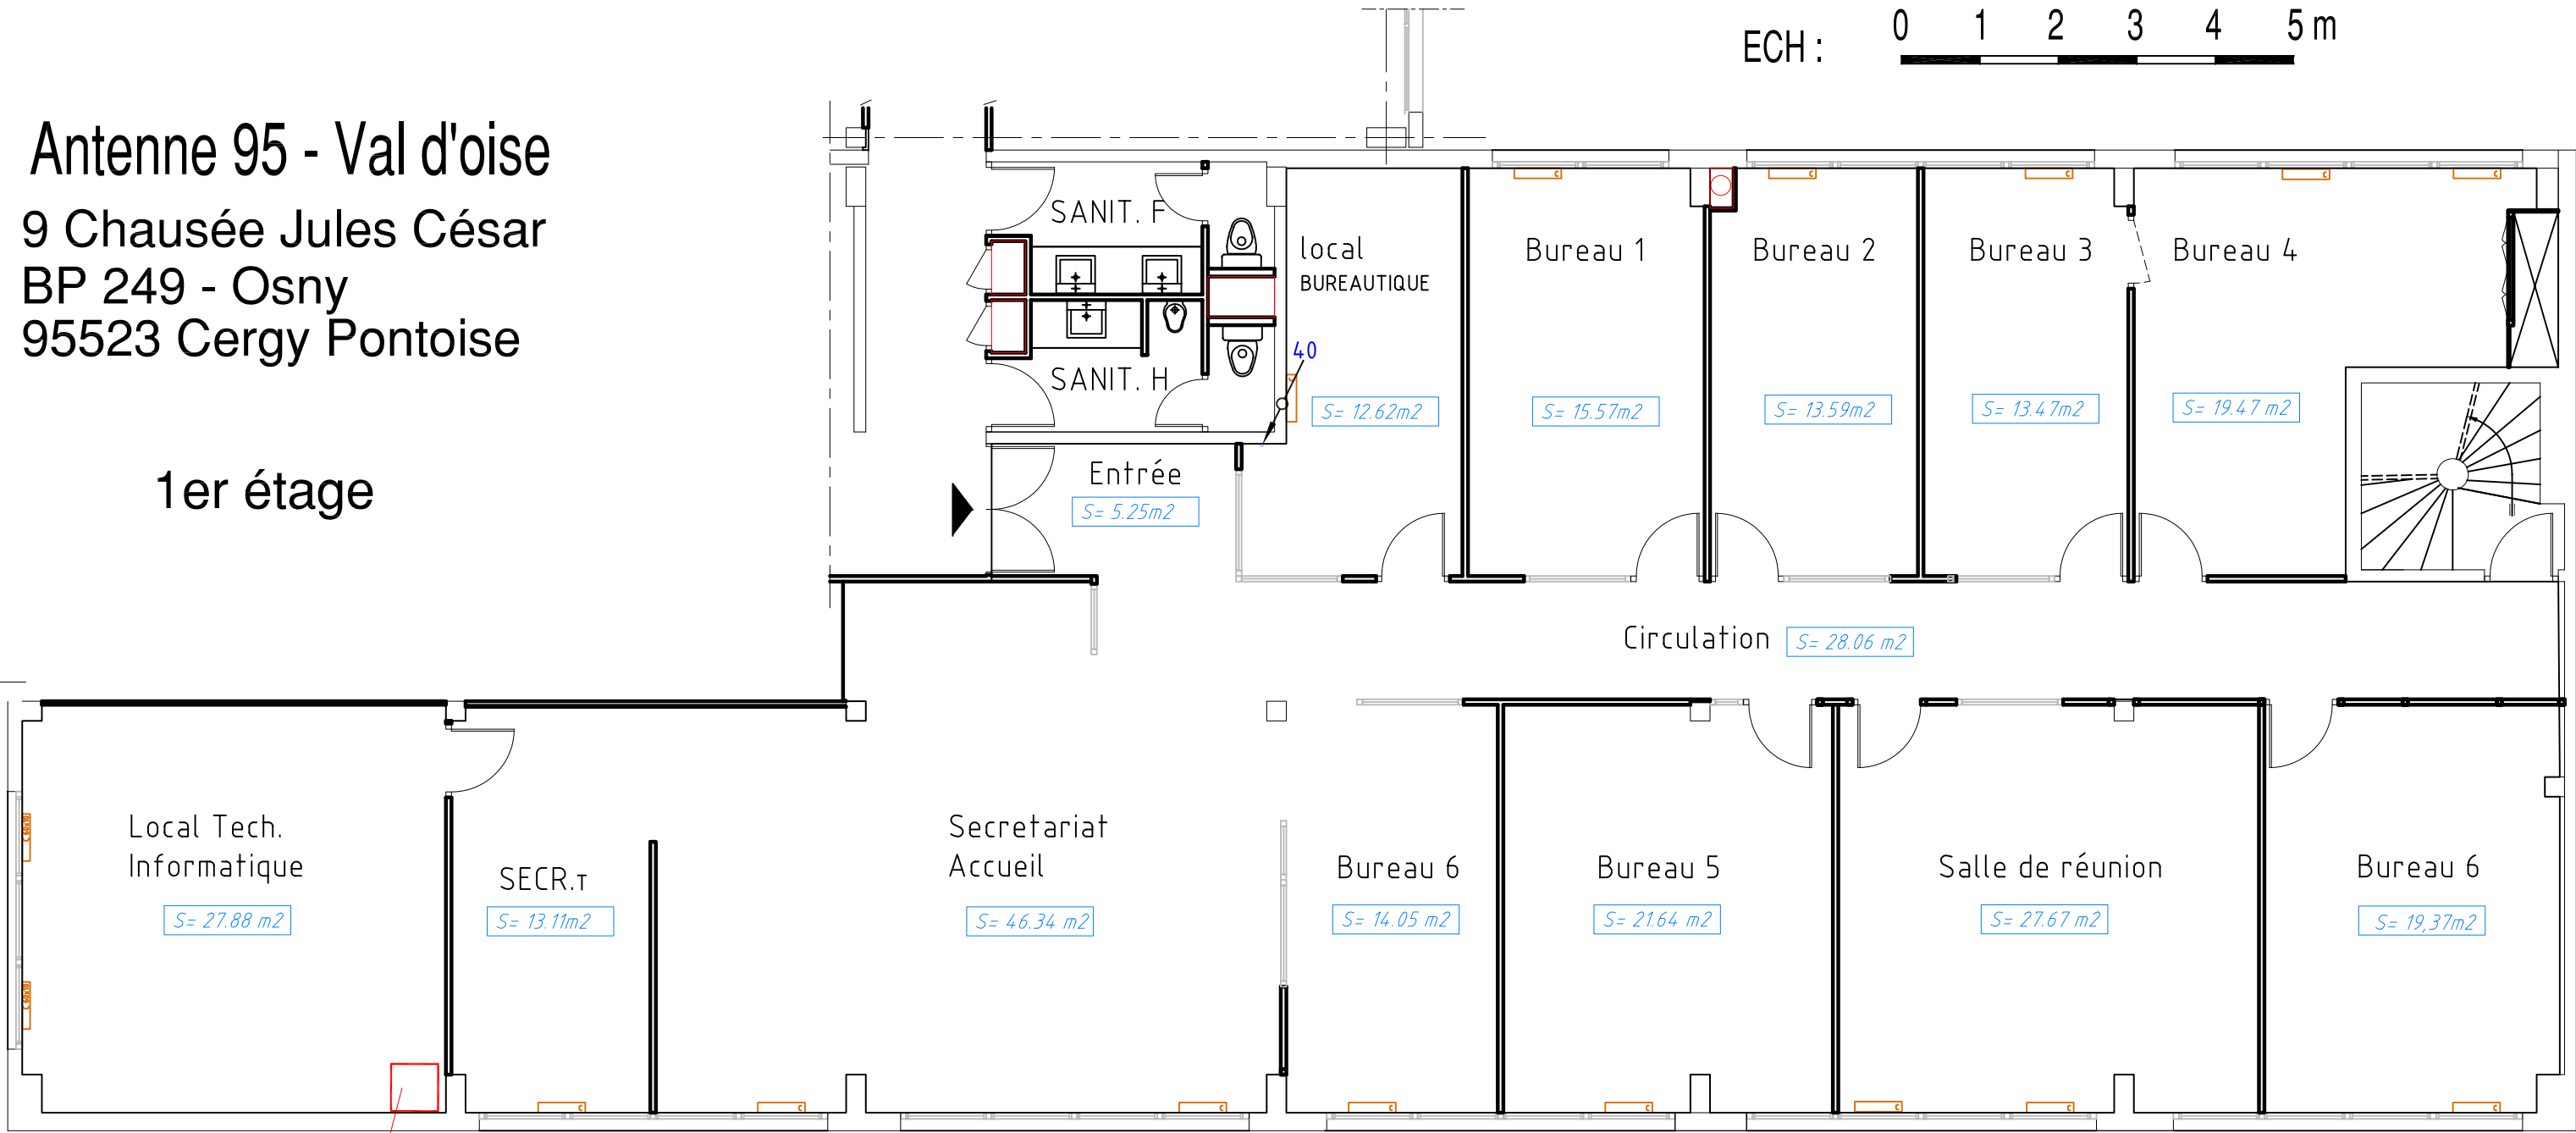 ECH :
0 1 2 3 4 5 m
Antenne 95 - Val d'oise
9 Chausée Jules César
BP 249 - Osny
95523 Cergy Pontoise
1er étage
SANIT. F
SANIT. H
local
BUREAUTIQUE
40
S= 12.62m2
Bureau 1
S= 15.57m2
Bureau 2
S= 13.59m2
Bureau 3
S= 13.47m2
Bureau 4
S= 19.47 m2
Entrée
S= 5.25m2
Circulation
S= 28.06 m2
Local Tech.
Informatique
S= 27.88 m2
C 60x10
C 60x10
SECR.T
S= 13.11m2
Secretariat
Accueil
S= 46.34 m2
Bureau 6
S= 14.05 m2
Bureau 5
S= 21.64 m2
Salle de réunion
S= 27.67 m2
Bureau 6
S= 19,37m2
C
C
C
C
C
C
C
C
C
C
C
C
C